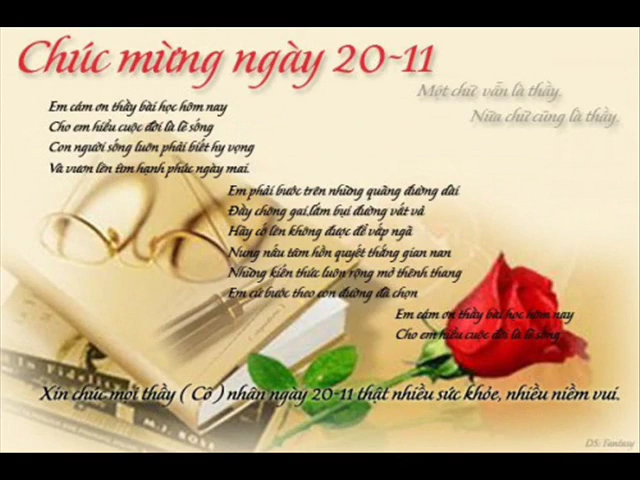 Chúc mừng ngày 20-11
Một chữ vẫn là thầy.
Nửa chữ cũng là thầy.
Em cám ơn thầy bài học hôm nay
Cho em hiểu cuộc đời là lẽ sống
Con người sống luôn phải biết hy vọng
Và vươn lên tìm hạnh phúc ngày mai.
Em phải bước trên những quãng đường dài
Đầy chông gai,lấm bụi đường vất vả
Hãy cố lên không được để vấp ngã
Nung nấu tâm hồn quyết thắng gian nan
Những kiến thức luôn rộng mở thênh thang
Em cứ bước theo con đường đã chọn
Em cám ơn thầy bài học hôm nay
Cho em hiểu cuộc đời là lẽ sống
Xin chúc mọi thầy ( Cô ) nhân ngày 20-11 thật nhiều sức khỏe, nhiều niềm vui.
M.J. ROSE
DS: Fantasy